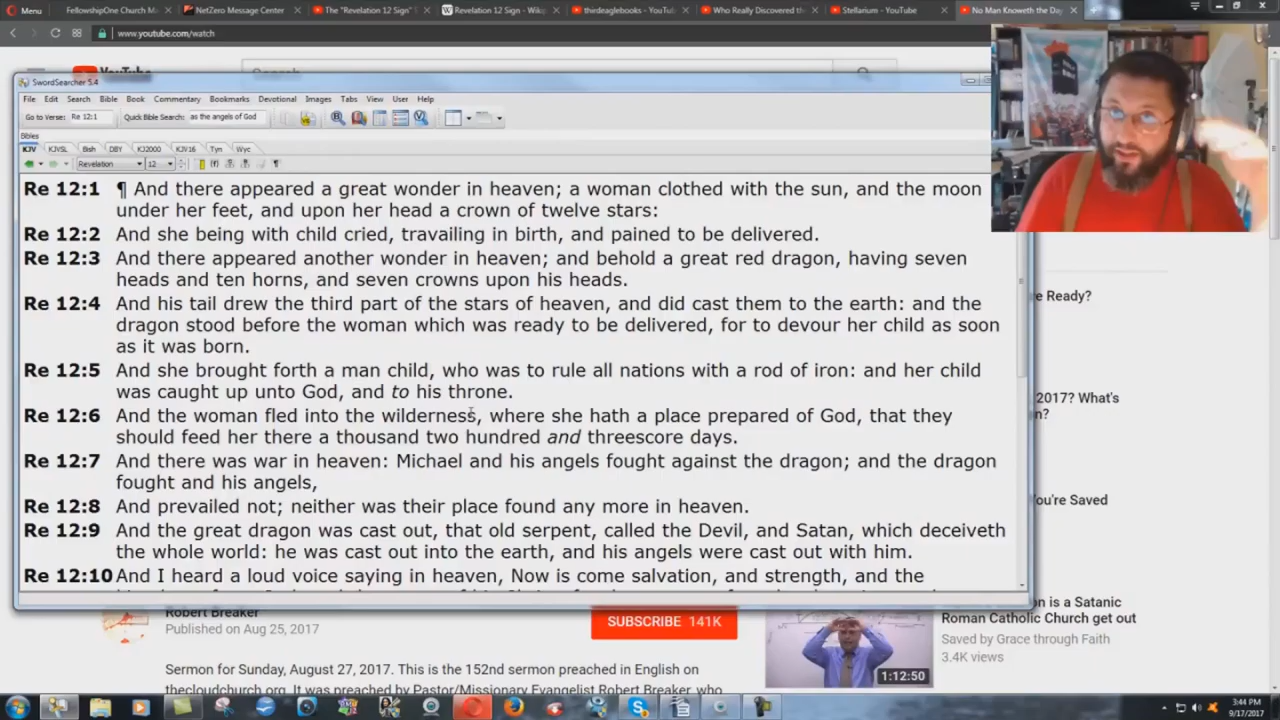 Menu
FellowshipOne Church M
NetZero Message Center
The "Revelation 12 Sign"
Revelation 12 Sign - Wik
thirdeaglebooks - YouTu
Who Really Discovered th
Stellarium - YouTube
No Man Knoweth the Day
www.youtube.com/watch
SwordSearcher 5.4
File Edit Search Bible Book Commentary Bookmarks Devotional Images Tabs View User Help
Go to Verse: Re 12:1 Quick Bible Search: as the angels of God
Bibles
KJV KJVSL Bish DBY KJ2000 KJV16 Tyn Wyc
Revelation 12
Re 12:1 ¶ And there appeared a great wonder in heaven; a woman clothed with the sun, and the moon
under her feet, and upon her head a crown of twelve stars:
Re 12:2 And she being with child cried, travailing in birth, and pained to be delivered.
Re 12:3 And there appeared another wonder in heaven; and behold a great red dragon, having seven
heads and ten horns, and seven crowns upon his heads.
Re 12:4 And his tail drew the third part of the stars of heaven, and did cast them to the earth: and the
dragon stood before the woman which was ready to be delivered, for to devour her child as soon
as it was born.
Re 12:5 And she brought forth a man child, who was to rule all nations with a rod of iron: and her child
was caught up unto God, and to his throne.
Re 12:6 And the woman fled into the wilderness, where she hath a place prepared of God, that they
should feed her there a thousand two hundred and threescore days.
Re 12:7 And there was war in heaven: Michael and his angels fought against the dragon; and the dragon
fought and his angels,
Re 12:8 And prevailed not; neither was their place found any more in heaven.
Re 12:9 And the great dragon was cast out, that old serpent, called the Devil, and Satan, which deceiveth
the whole world: he was cast out into the earth, and his angels were cast out with him.
Re 12:10 And I heard a loud voice saying in heaven, Now is come salvation, and strength, and the
e Ready?
2017? What's
n?
ou're Saved
Robert Breaker
Published on Aug 25, 2017
SUBSCRIBE 141K
Sermon for Sunday, August 27, 2017. This is the 152nd sermon preached in English on
thecloudchurch.org. It was preached by Pastor/Missionary Evangelist Robert Breaker, who
n is a Satanic
Roman Catholic Church get out
Saved by Grace through Faith
3.4K views
1:12:50
3:44 PM
9/17/2017